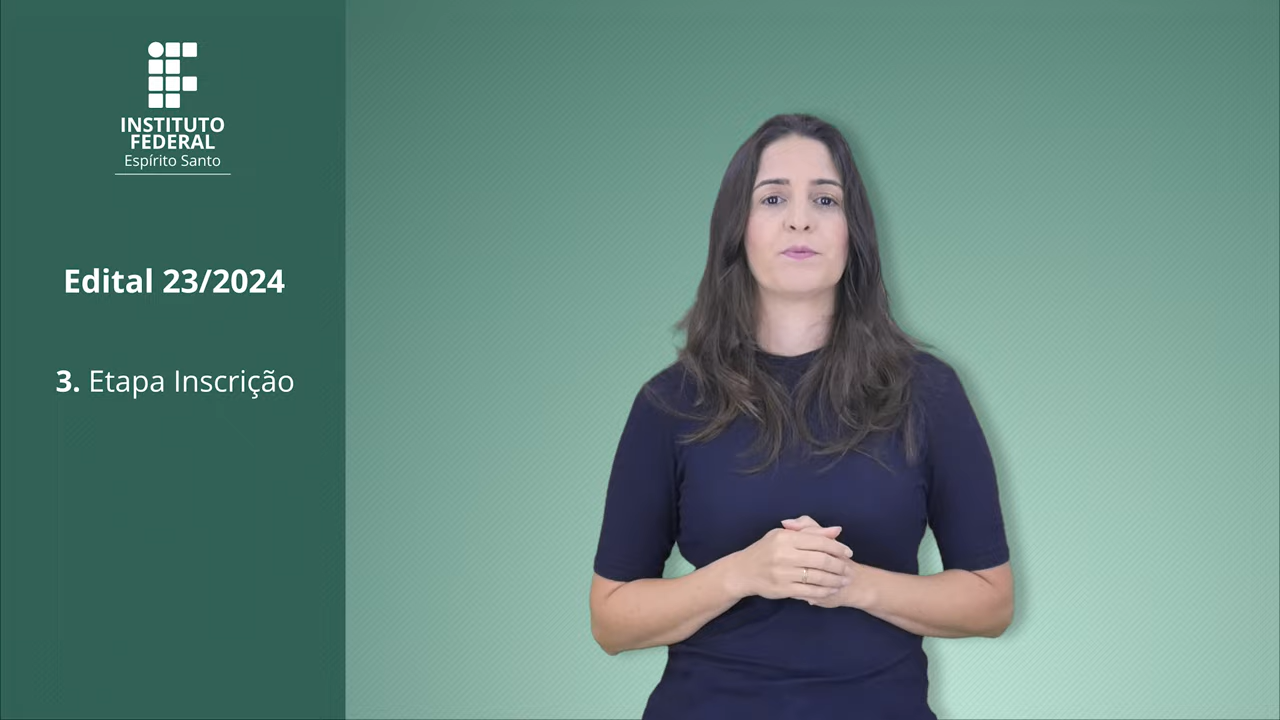 INSTITUTO
FEDERAL
Espírito Santo
Edital 23/2024
3. Etapa Inscrição